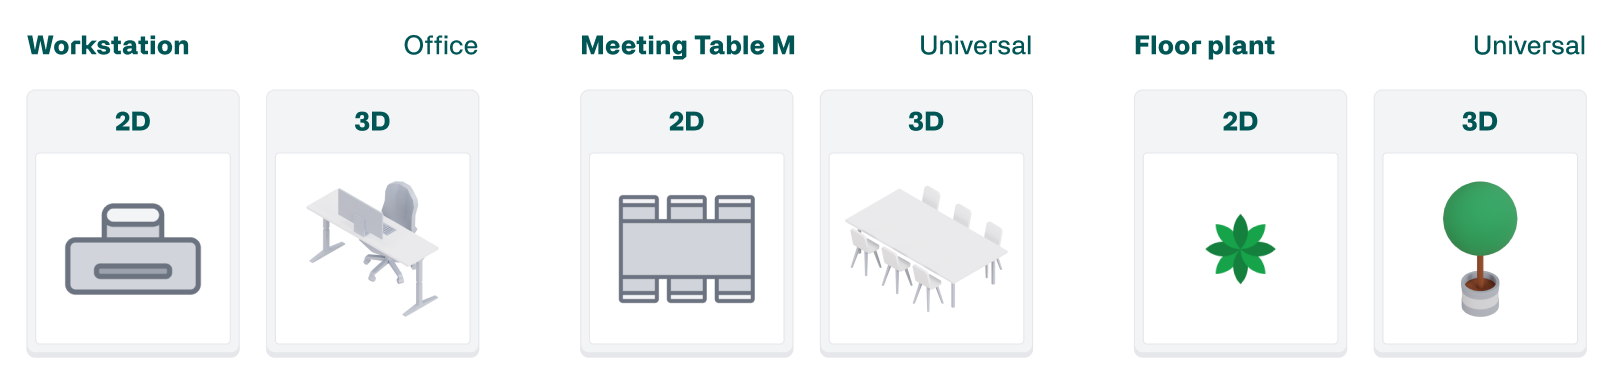 Workstation Office
2D 3D
Meeting Table M Universal
2D 3D
Floor plant Universal
2D 3D